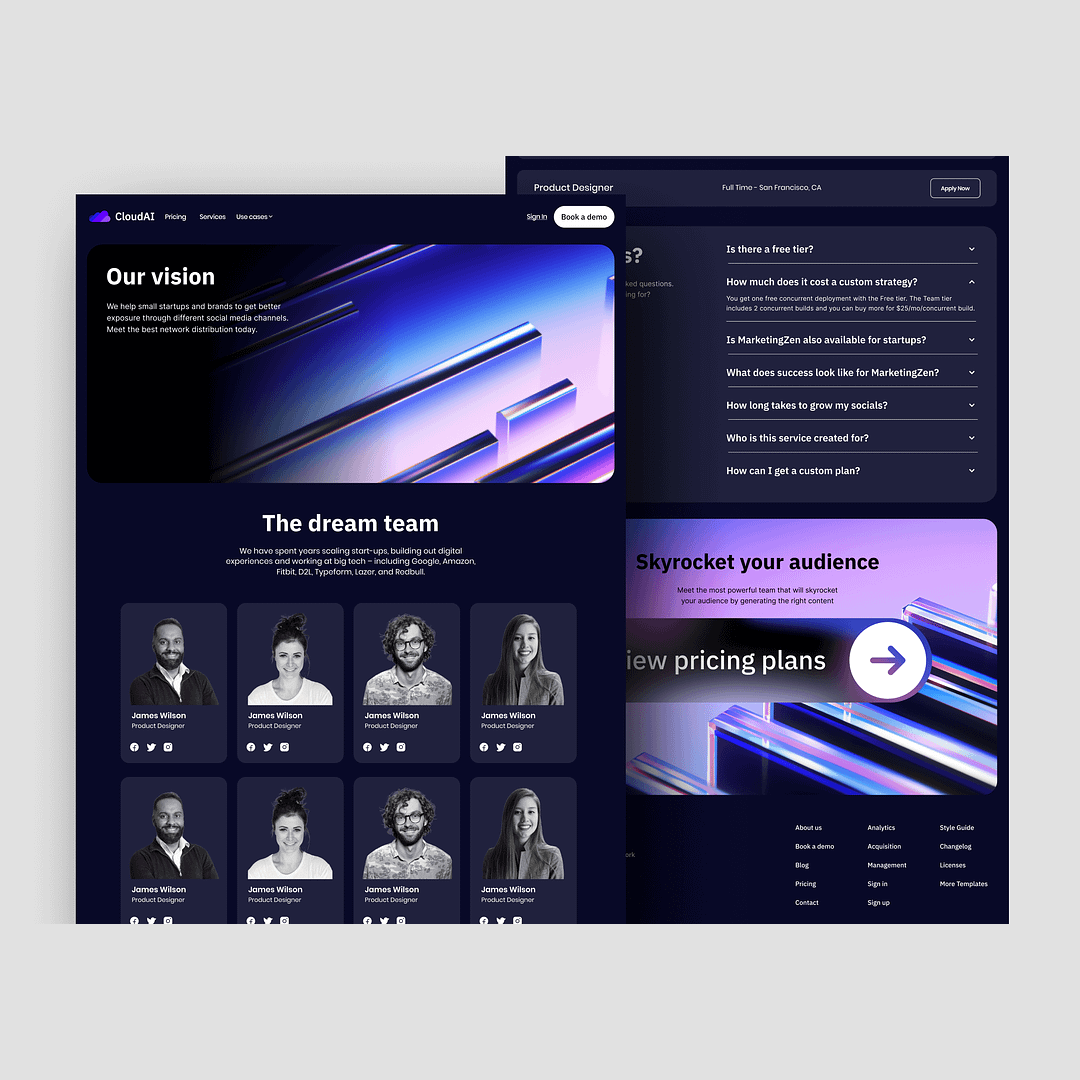 CloudAI
Pricing
Services
Use cases
Sign In
Book a demo
Our vision
We help small startups and brands to get better
exposure through different social media channels.
Meet the best network distribution today.
The dream team
We have spent years scaling start-ups, building out digital
experiences and working at big tech – including Google, Amazon,
Fitbit, D2L, Typeform, Lazer, and Redbull.
James Wilson
Product Designer
James Wilson
Product Designer
James Wilson
Product Designer
James Wilson
Product Designer
James Wilson
Product Designer
James Wilson
Product Designer
James Wilson
Product Designer
James Wilson
Product Designer
Product Designer
Full Time - San Francisco, CA
Apply Now
s?
ked questions.
ing for?
Is there a free tier?
How much does it cost a custom strategy?
You get one free concurrent deployment with the Free tier. The Team tier
includes 2 concurrent builds and you can buy more for $25/mo/concurrent build.
Is MarketingZen also available for startups?
What does success look like for MarketingZen?
How long takes to grow my socials?
Who is this service created for?
How can I get a custom plan?
Skyrocket your audience
Meet the most powerful team that will skyrocket
your audience by generating the right content
iew pricing plans
ork
About us
Book a demo
Blog
Pricing
Contact
Analytics
Acquisition
Management
Sign in
Sign up
Style Guide
Changelog
Licenses
More Templates